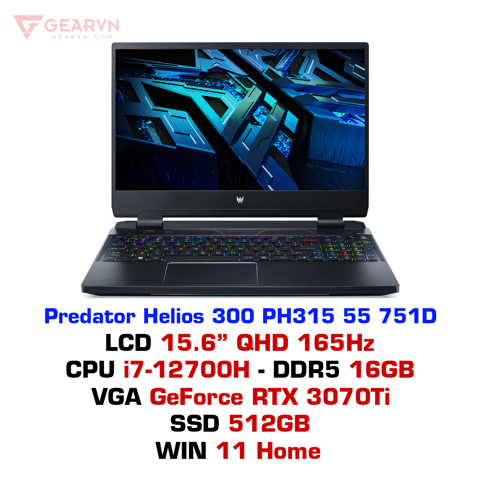 GEARVN
GEARVN.COM
Predator Helios 300 PH315 55 751D
LCD 15.6” QHD 165Hz
CPU i7-12700H - DDR5 16GB
VGA GeForce RTX 3070Ti
SSD 512GB
WIN 11 Home